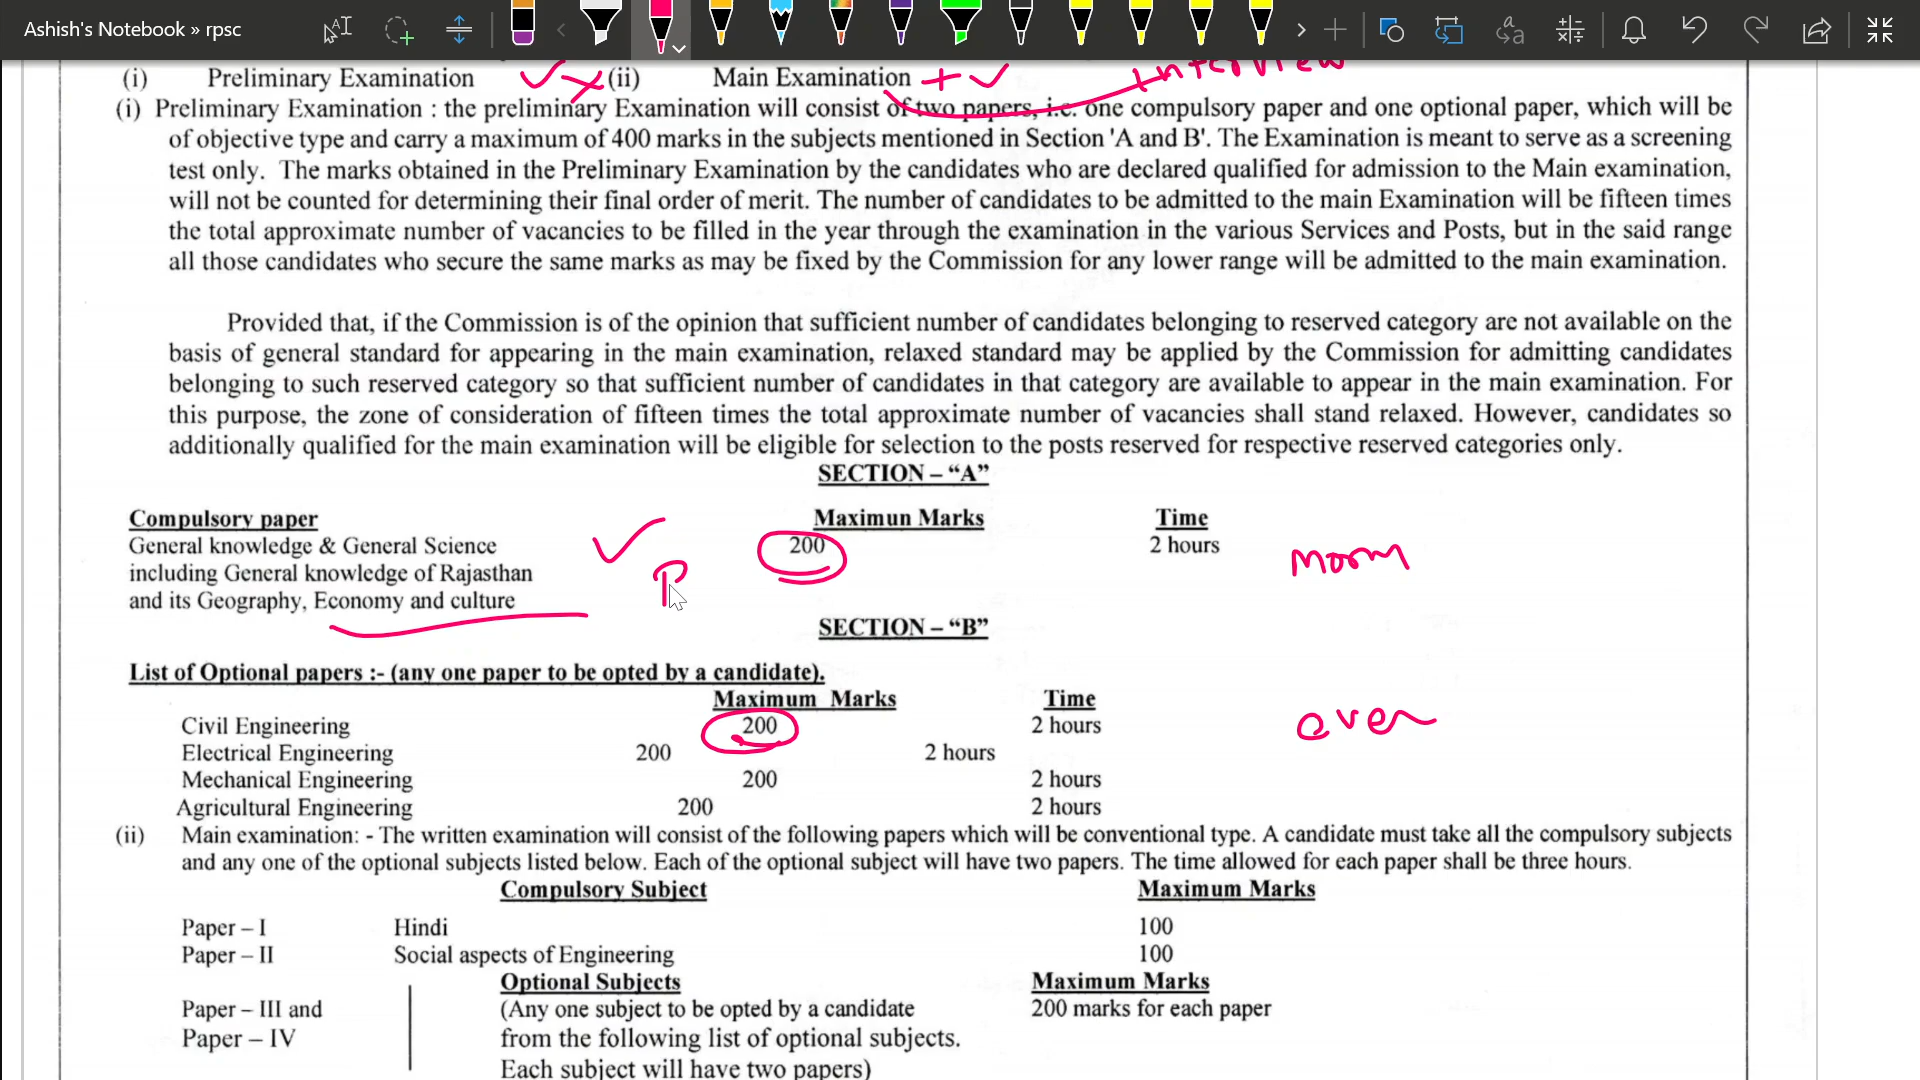 Ashish's Notebook » rpsc
(i) Preliminary Examination (ii) Main Examination + Interview
(i) Preliminary Examination : the preliminary Examination will consist of two papers, i.e. one compulsory paper and one optional paper, which will be
of objective type and carry a maximum of 400 marks in the subjects mentioned in Section 'A and B'. The Examination is meant to serve as a screening
test only. The marks obtained in the Preliminary Examination by the candidates who are declared qualified for admission to the Main examination,
will not be counted for determining their final order of merit. The number of candidates to be admitted to the main Examination will be fifteen times
the total approximate number of vacancies to be filled in the year through the examination in the various Services and Posts, but in the said range
all those candidates who secure the same marks as may be fixed by the Commission for any lower range will be admitted to the main examination.
Provided that, if the Commission is of the opinion that sufficient number of candidates belonging to reserved category are not available on the
basis of general standard for appearing in the main examination, relaxed standard may be applied by the Commission for admitting candidates
belonging to such reserved category so that sufficient number of candidates in that category are available to appear in the main examination. For
this purpose, the zone of consideration of fifteen times the total approximate number of vacancies shall stand relaxed. However, candidates so
additionally qualified for the main examination will be eligible for selection to the posts reserved for respective reserved categories only.
SECTION – “A”
Compulsory paper Maximun Marks Time
General knowledge & General Science 200 2 hours
including General knowledge of Rajasthan
and its Geography, Economy and culture
SECTION – “B”
List of Optional papers :- (any one paper to be opted by a candidate).
Maximum Marks Time
Civil Engineering 200 2 hours
Electrical Engineering 200 2 hours
Mechanical Engineering 200 2 hours
Agricultural Engineering 200 2 hours
(ii) Main examination: - The written examination will consist of the following papers which will be conventional type. A candidate must take all the compulsory subjects
and any one of the optional subjects listed below. Each of the optional subject will have two papers. The time allowed for each paper shall be three hours.
Compulsory Subject Maximum Marks
Paper – I Hindi 100
Paper – II Social aspects of Engineering 100
Optional Subjects Maximum Marks
Paper – III and (Any one subject to be opted by a candidate 200 marks for each paper
Paper – IV from the following list of optional subjects.
Each subject will have two papers)